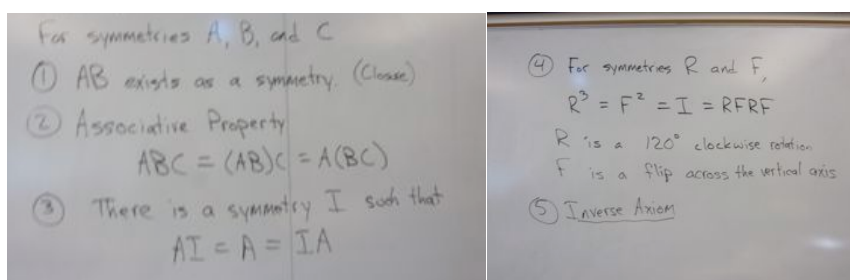 For symmetries A, B, and C
① AB exists as a symmetry. (Closure)
② Associative Property
ABC = (AB)C = A(BC)
③ There is a symmetry I such that
AI = A = IA
④ For symmetries R and F,
R³ = F² = I = RFRF
R is a 120° clockwise rotation
F is a flip across the vertical axis
⑤ Inverse Axiom